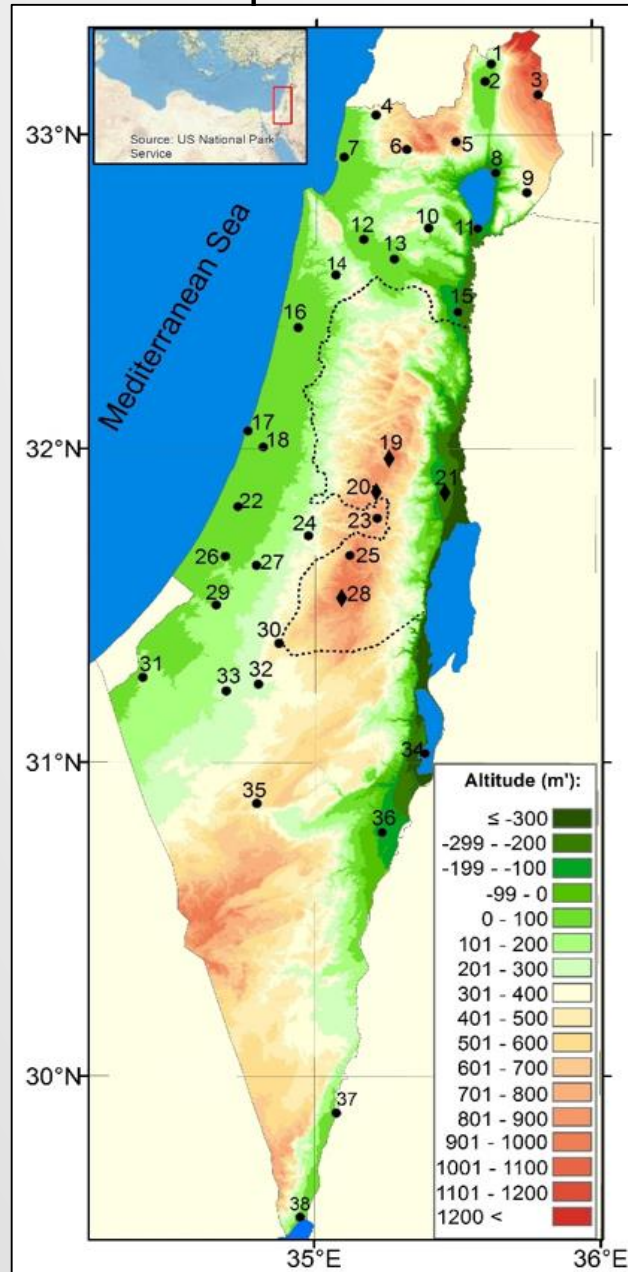 Source: US National Park
Service
Mediterranean Sea
33°N
32°N
31°N
30°N
35°E
36°E
1
2
3
4
5
6
7
8
9
10
11
12
13
14
15
16
17
18
19
20
21
22
23
24
25
26
27
28
29
30
31
32
33
34
35
36
37
38
Altitude (m'):
≤ -300
-299 - -200
-199 - -100
-99 - 0
0 - 100
101 - 200
201 - 300
301 - 400
401 - 500
501 - 600
601 - 700
701 - 800
801 - 900
901 - 1000
1001 - 1100
1101 - 1200
1200 <